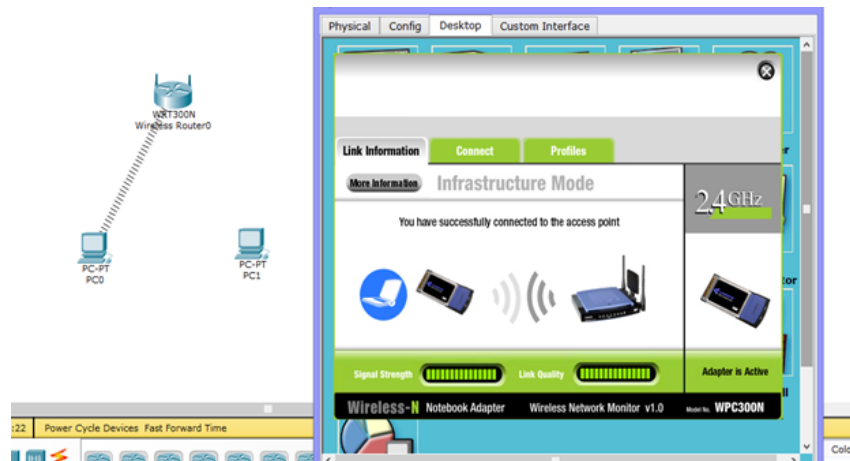 Physical Config Desktop Custom Interface
WRT300N
Wireless Router0
PC-PT
PC0
PC-PT
PC1
Link Information Connect Profiles
More Information Infrastructure Mode
2.4GHz
You have successfully connected to the access point
Signal Strength Link Quality Adapter is Active
Wireless-N Notebook Adapter Wireless Network Monitor v1.0 Model No. WPC300N
:22 Power Cycle Devices Fast Forward Time